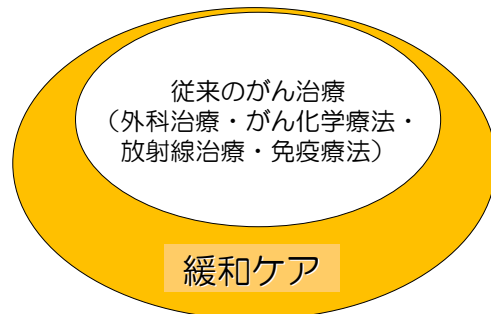 従来のがん治療
（外科治療・がん化学療法・
放射線治療・免疫療法）
緩和ケア